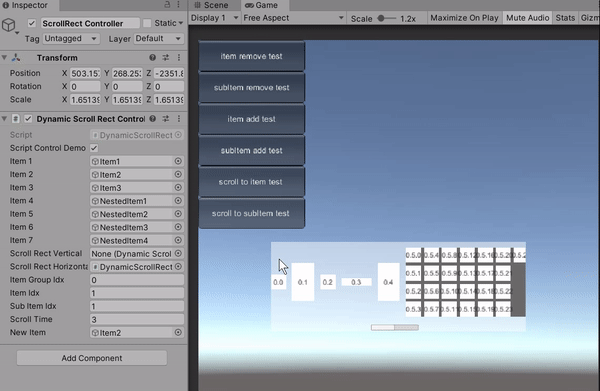 Inspector
ScrollRect Controller
Static
Tag Untagged Layer Default
Transform
Position X 503.15 Y 268.25 Z -2351.8
Rotation X 0 Y 0 Z 0
Scale X 1.6513 Y 1.6513 Z 1.6513
Dynamic Scroll Rect Contro
Script DynamicScrollRect
Script Control Demo
Item 1 Item1
Item 2 Item2
Item 3 Item3
Item 4 NestedItem1
Item 5 NestedItem2
Item 6 NestedItem3
Item 7 NestedItem4
Scroll Rect Vertical None (Dynamic Scrol
Scroll Rect Horizonta DynamicScrollRect
Item Group Idx 0
Item Idx 1
Sub Item Idx 1
Scroll Time 3
New Item Item2
Add Component
Scene Game
Display 1 Free Aspect Scale 1.2x Maximize On Play Mute Audio Stats Gizm
item remove test
subItem remove test
item add test
subItem add test
scroll to item test
scroll to subItem test
0.0 0.1 0.2 0.3 0.4
0.5.0 0.5.4 0.5.8 0.5.12 0.5.16 0.5.20 0.5.2
0.5.1 0.5.5 0.5.9 0.5.13 0.5.17 0.5.21
0.5.2 0.5.6 0.5.10 0.5.14 0.5.18 0.5.22
0.5.3 0.5.7 0.5.11 0.5.15 0.5.19 0.5.23